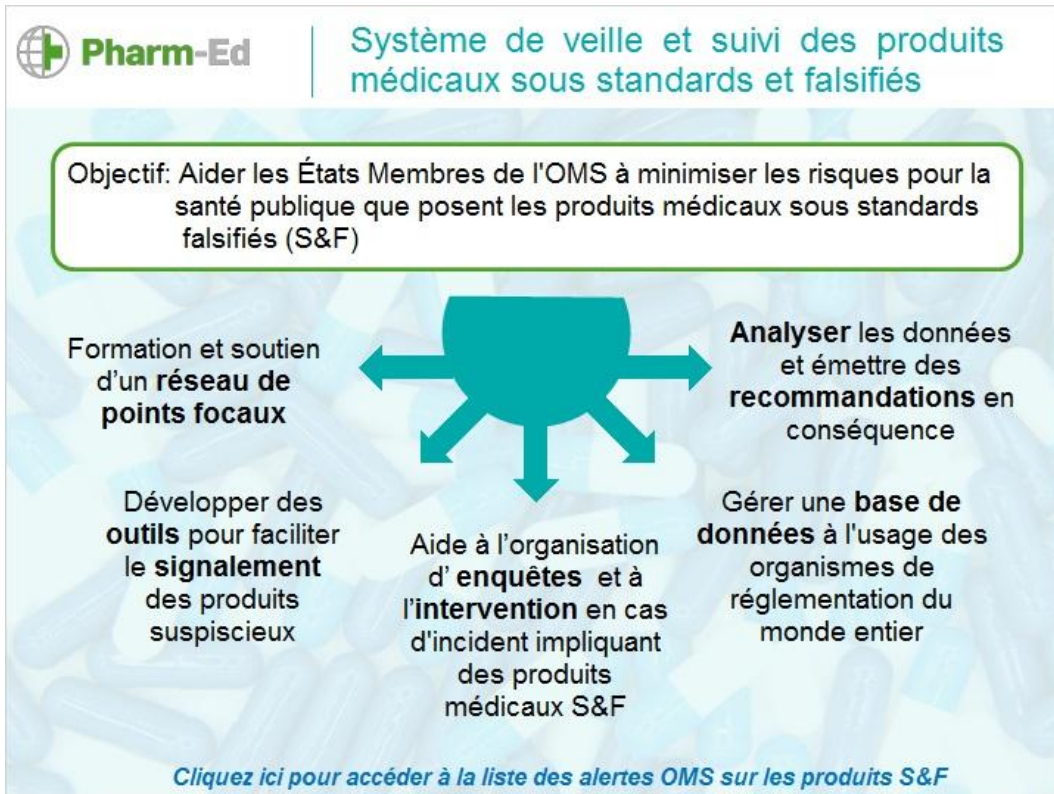 Pharm-Ed
Système de veille et suivi des produits
médicaux sous standards et falsifiés
Objectif: Aider les États Membres de l'OMS à minimiser les risques pour la
santé publique que posent les produits médicaux sous standards
falsifiés (S&F)
Formation et soutien
d'un réseau de
points focaux
Développer des
outils pour faciliter
le signalement
des produits
suspiscieux
Aide à l'organisation
d' enquêtes et à
l'intervention en cas
d'incident impliquant
des produits
médicaux S&F
Gérer une base de
données à l'usage des
organismes de
réglementation du
monde entier
Analyser les données
et émettre des
recommandations en
conséquence
Cliquez ici pour accéder à la liste des alertes OMS sur les produits S&F